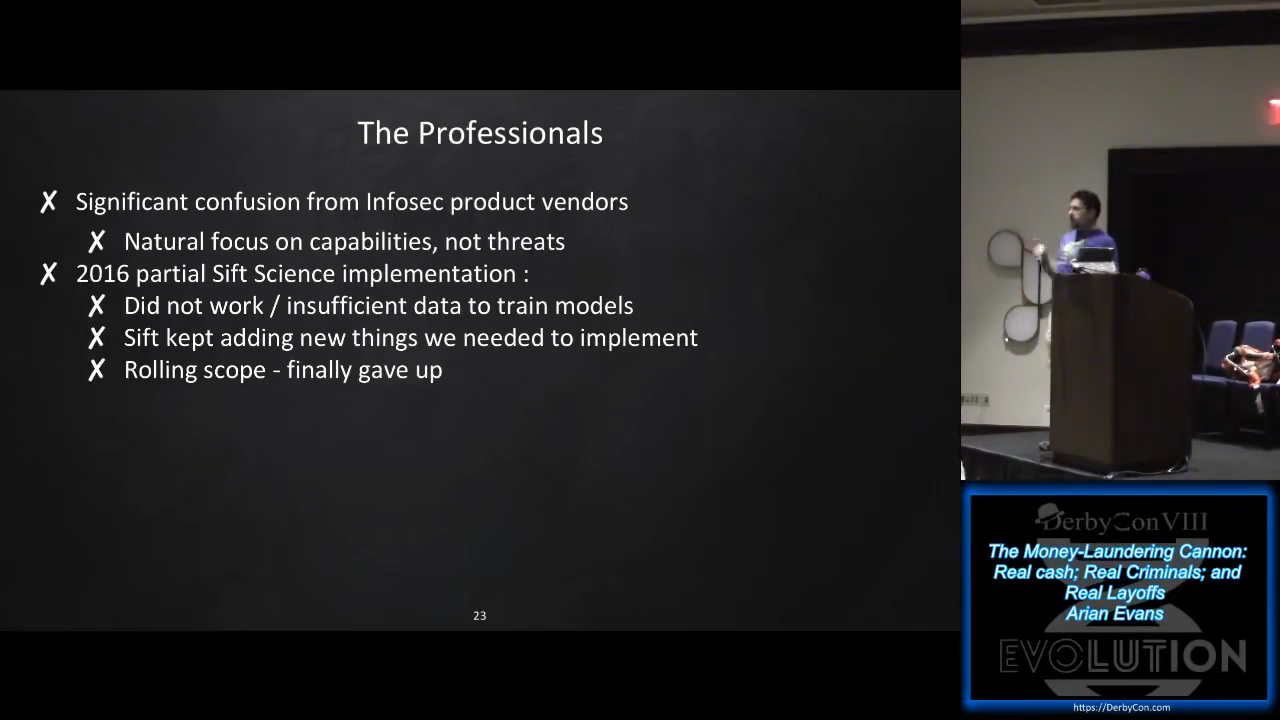 The Professionals
✗ Significant confusion from Infosec product vendors
✗ Natural focus on capabilities, not threats
✗ 2016 partial Sift Science implementation :
✗ Did not work / insufficient data to train models
✗ Sift kept adding new things we needed to implement
✗ Rolling scope - finally gave up
23
DerbyCon VIII
The Money-Laundering Cannon:
Real cash; Real Criminals; and
Real Layoffs
Arian Evans
EVOLUTION
https://DerbyCon.com